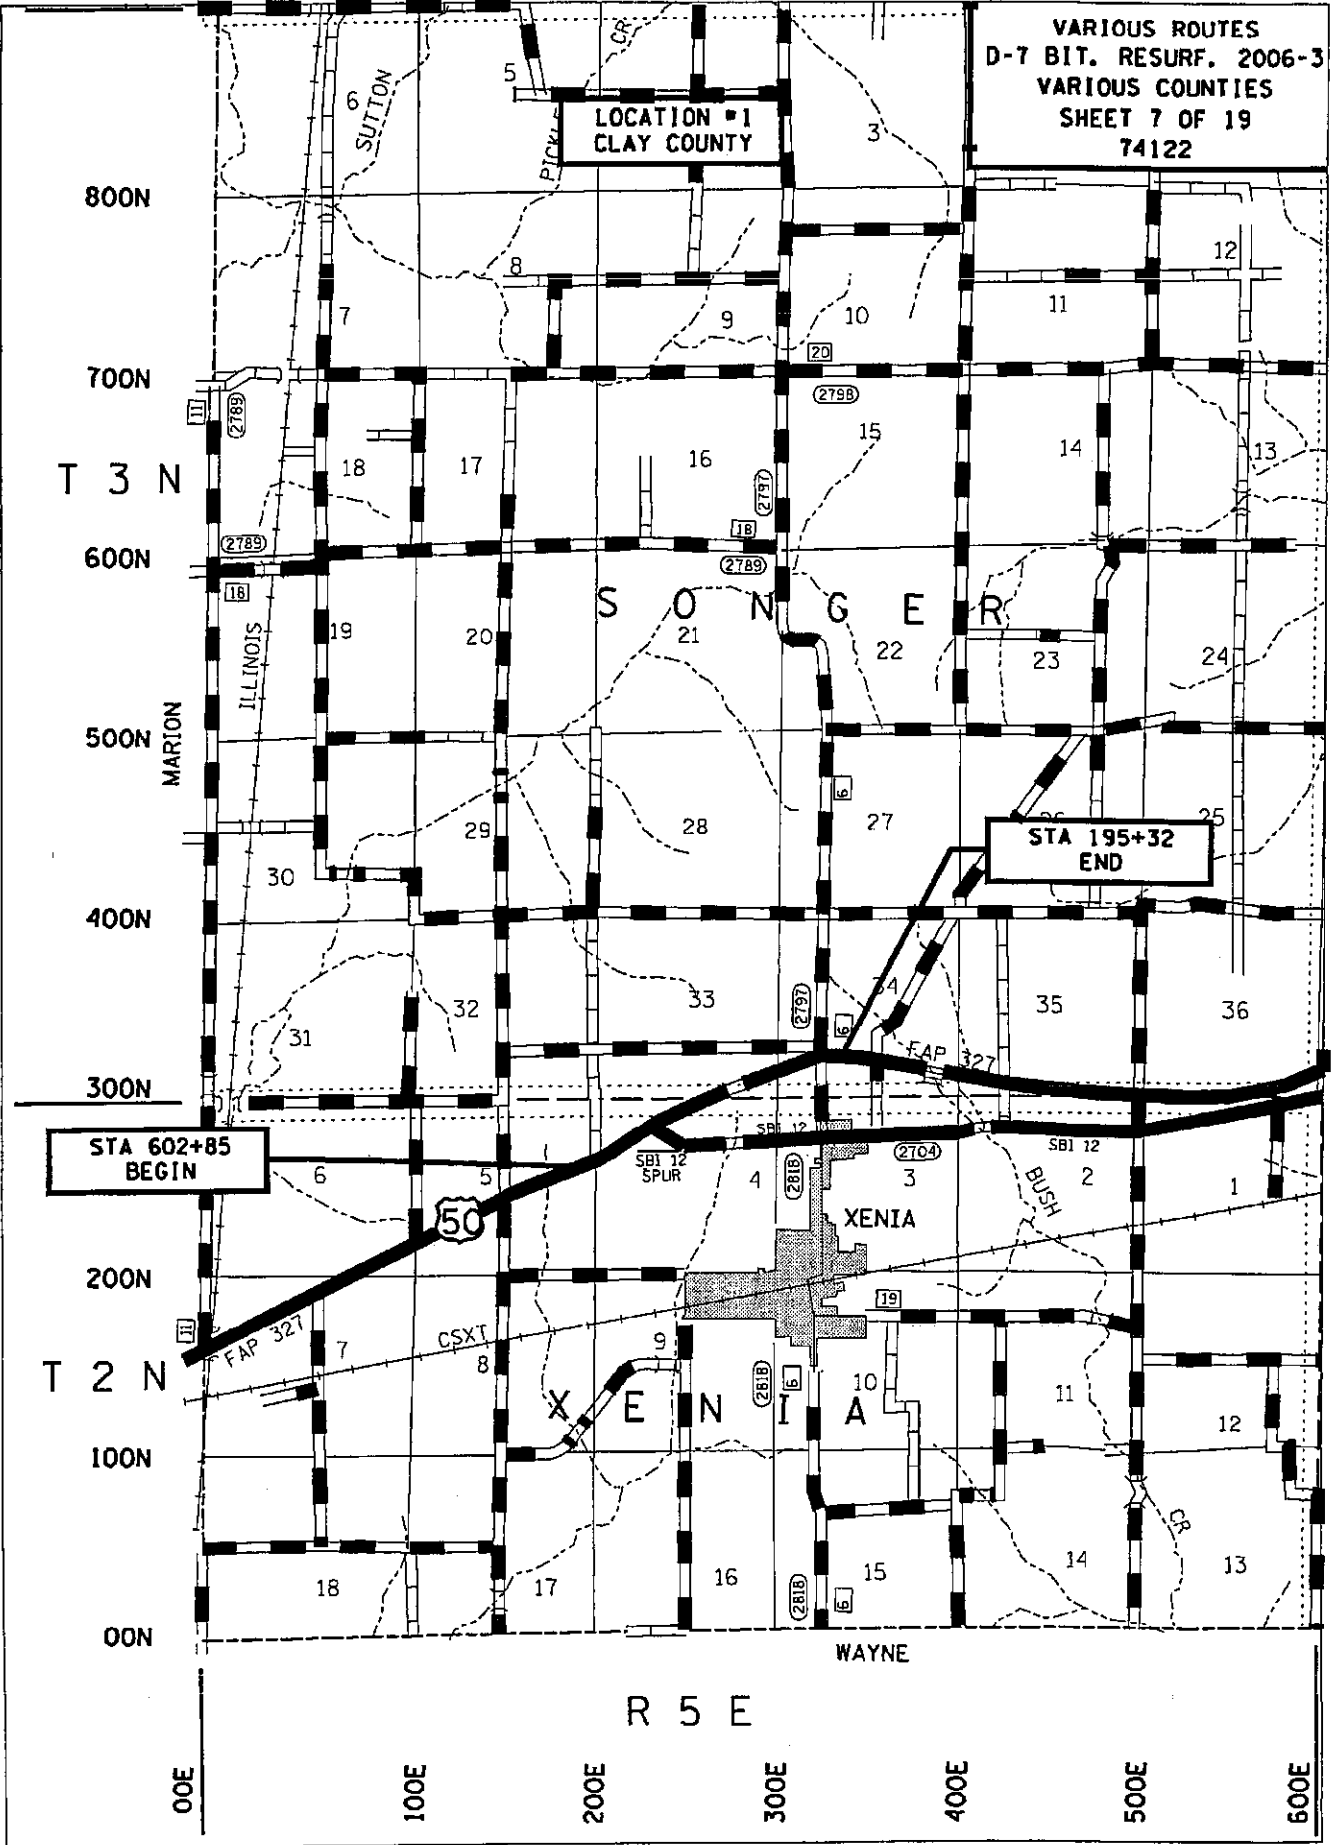 VARIOUS ROUTES
D-7 BIT. RESURF. 2006-3
VARIOUS COUNTIES
SHEET 7 OF 19
74122
LOCATION #1
CLAY COUNTY
CR
5
6
SUTTON
3
800N
8
7
9
10
11
12
20
700N
11
2789
2798
15
T 3 N
18
17
16
14
13
2797
18
2789
600N
2789
18
S O N G E R
19
20
21
22
23
24
ILLINOIS
MARION
500N
6
29
28
27
25
STA 195+32
END
30
400N
34
32
33
35
36
31
2797
6
FAP 327
300N
STA 602+85
BEGIN
SBI 12
SBI 12
SPUR
2704
SBI 12
6
5
4
2818
3
BUSH
2
1
50
XENIA
200N
11
FAP 327
7
CSXT
8
9
19
T 2 N
2818
6
10
11
X E N I A
12
100N
CR
18
17
16
15
14
13
2818
6
00N
WAYNE
R 5 E
00E
100E
200E
300E
400E
500E
600E